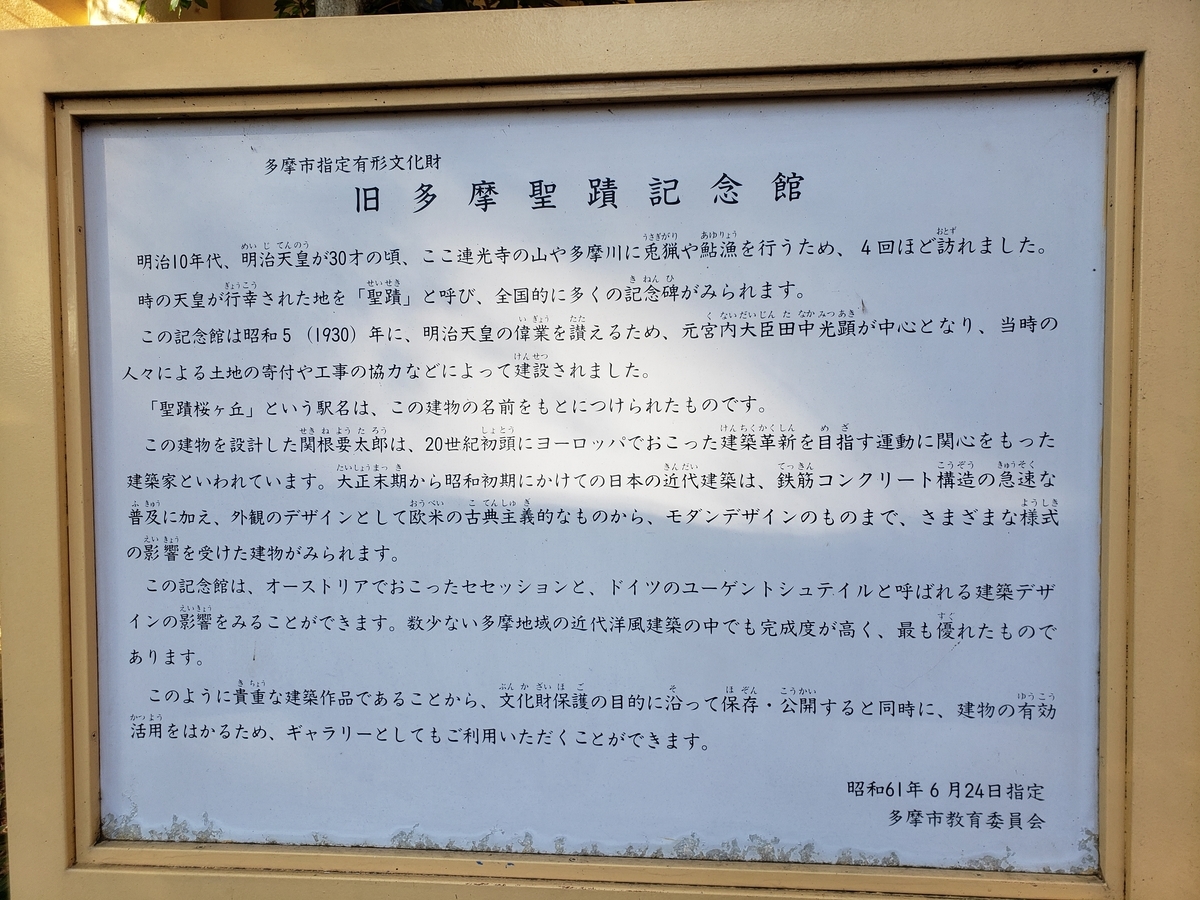 多摩市指定有形文化財
旧多摩聖蹟記念館
明治10年代、明治天皇が30才の頃、ここ連光寺の山や多摩川に兎猟や鮎漁を行うため、4回ほど訪れました。
時の天皇が行幸された地を「聖蹟」と呼び、全国的に多くの記念碑がみられます。
この記念館は昭和5（1930）年に、明治天皇の偉業を讃えるため、元宮内大臣田中光顕が中心となり、当時の
人々による土地の寄付や工事の協力などによって建設されました。
「聖蹟桜ヶ丘」という駅名は、この建物の名前をもとにつけられたものです。
この建物を設計した関根要太郎は、20世紀初頭にヨーロッパでおこった建築革新を目指す運動に関心をもった
建築家といわれています。大正末期から昭和初期にかけての日本の近代建築は、鉄筋コンクリート構造の急速な
普及に加え、外観のデザインとして欧米の古典主義的なものから、モダンデザインのものまで、さまざまな様式
の影響を受けた建物がみられます。
この記念館は、オーストリアでおこったセセッションと、ドイツのユーゲントシュテイルと呼ばれる建築デザ
インの影響をみることができます。数少ない多摩地域の近代洋風建築の中でも完成度が高く、最も優れたもので
あります。
このように貴重な建築作品であることから、文化財保護の目的に沿って保存・公開すると同時に、建物の有効
活用をはかるため、ギャラリーとしてもご利用いただくことができます。
昭和61年6月24日指定
多摩市教育委員会